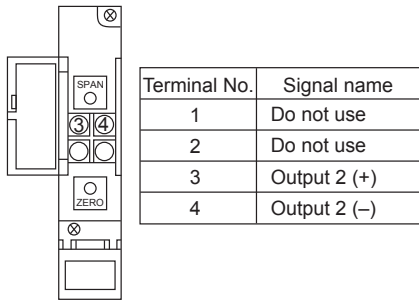 SPAN
③ ④
ZERO
Terminal No. Signal name
1 Do not use
2 Do not use
3 Output 2 (+)
4 Output 2 (–)